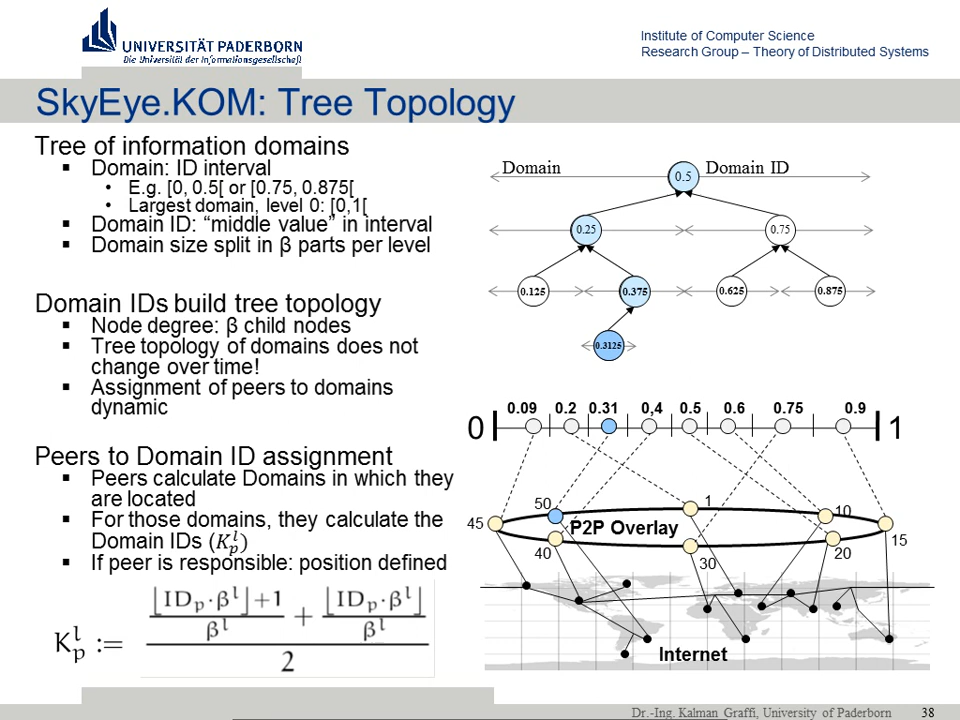 UNIVERSITÄT PADERBORN
Die Universität der Informationsgesellschaft
Institute of Computer Science
Research Group – Theory of Distributed Systems
SkyEye.KOM: Tree Topology
Tree of information domains
▪ Domain: ID interval
• E.g. [0, 0.5[ or [0.75, 0.875[
• Largest domain, level 0: [0,1[
▪ Domain ID: “middle value” in interval
▪ Domain size split in β parts per level
Domain IDs build tree topology
▪ Node degree: β child nodes
▪ Tree topology of domains does not
change over time!
▪ Assignment of peers to domains
dynamic
Peers to Domain ID assignment
▪ Peers calculate Domains in which they
are located
▪ For those domains, they calculate the
Domain IDs (K_p^l)
▪ If peer is responsible: position defined
K_p^l := ((⌊ID_p·β^l⌋+1)/β^l + ⌊ID_p·β^l⌋/β^l)/2
Domain 0.5 Domain ID
0.25 0.75
0.125 0.375 0.625 0.875
0.3125
0.09 0.2 0.31 0,4 0.5 0.6 0.75 0.9
0 1
50 1 10
45 P2P Overlay 15
40 30 20
Internet
Dr.-Ing. Kalman Graffi, University of Paderborn 38